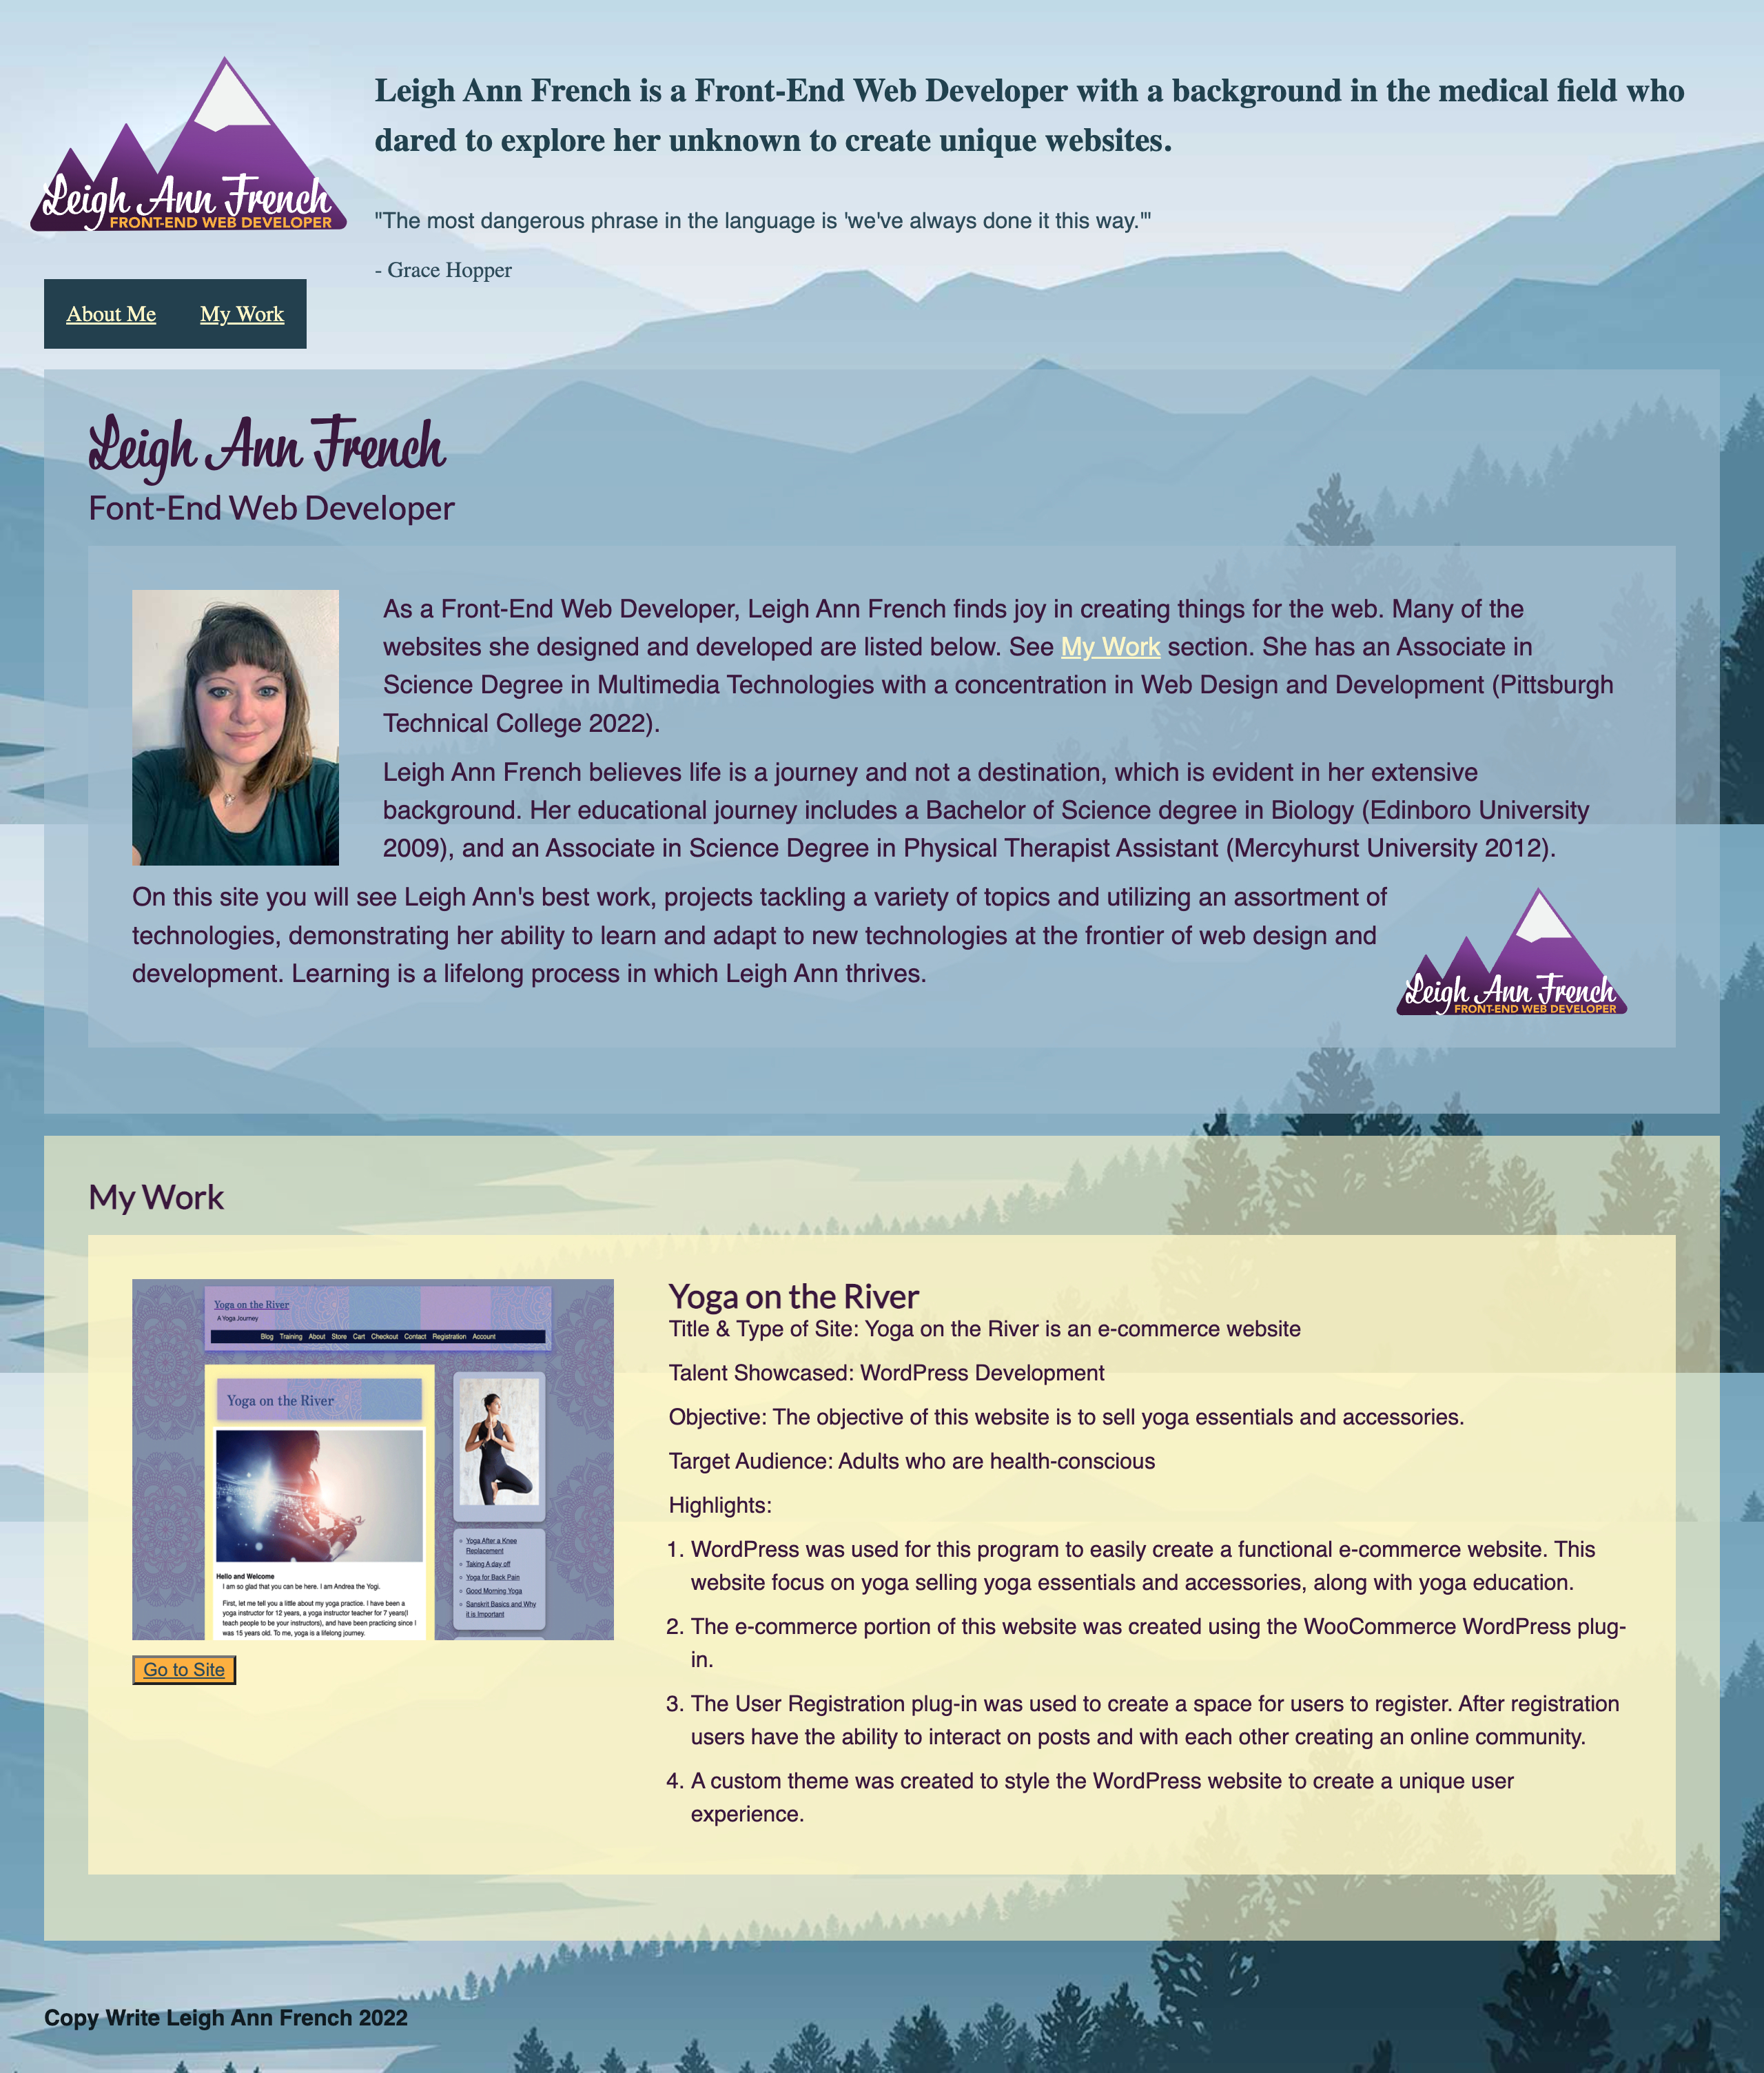 Leigh Ann French
FRONT-END WEB DEVELOPER
Leigh Ann French is a Front-End Web Developer with a background in the medical field who
dared to explore her unknown to create unique websites.
"The most dangerous phrase in the language is 'we've always done it this way.'"
- Grace Hopper
About Me My Work
Leigh Ann French
Font-End Web Developer
As a Front-End Web Developer, Leigh Ann French finds joy in creating things for the web. Many of the
websites she designed and developed are listed below. See My Work section. She has an Associate in
Science Degree in Multimedia Technologies with a concentration in Web Design and Development (Pittsburgh
Technical College 2022).
Leigh Ann French believes life is a journey and not a destination, which is evident in her extensive
background. Her educational journey includes a Bachelor of Science degree in Biology (Edinboro University
2009), and an Associate in Science Degree in Physical Therapist Assistant (Mercyhurst University 2012).
On this site you will see Leigh Ann's best work, projects tackling a variety of topics and utilizing an assortment of
technologies, demonstrating her ability to learn and adapt to new technologies at the frontier of web design and
development. Learning is a lifelong process in which Leigh Ann thrives.
Leigh Ann French
FRONT-END WEB DEVELOPER
My Work
Yoga on the River
A Yoga Journey
Blog Training About Store Cart Checkout Contact Registration Account
Yoga on the River
Hello and Welcome
I am so glad that you can be here. I am Andrea the Yogi.
First, let me tell you a little about my yoga practice. I have been a
yoga instructor for 12 years, a yoga instructor teacher for 7 years(I
teach people to be your instructors), and have been practicing since I
was 15 years old. To me, yoga is a lifelong journey.
Yoga After a Knee
Replacement
Taking A day off
Yoga for Back Pain
Good Morning Yoga
Sanskrit Basics and Why
it is Important
Go to Site
Yoga on the River
Title & Type of Site: Yoga on the River is an e-commerce website
Talent Showcased: WordPress Development
Objective: The objective of this website is to sell yoga essentials and accessories.
Target Audience: Adults who are health-conscious
Highlights:
1. WordPress was used for this program to easily create a functional e-commerce website. This
website focus on yoga selling yoga essentials and accessories, along with yoga education.
2. The e-commerce portion of this website was created using the WooCommerce WordPress plug-
in.
3. The User Registration plug-in was used to create a space for users to register. After registration
users have the ability to interact on posts and with each other creating an online community.
4. A custom theme was created to style the WordPress website to create a unique user
experience.
Copy Write Leigh Ann French 2022